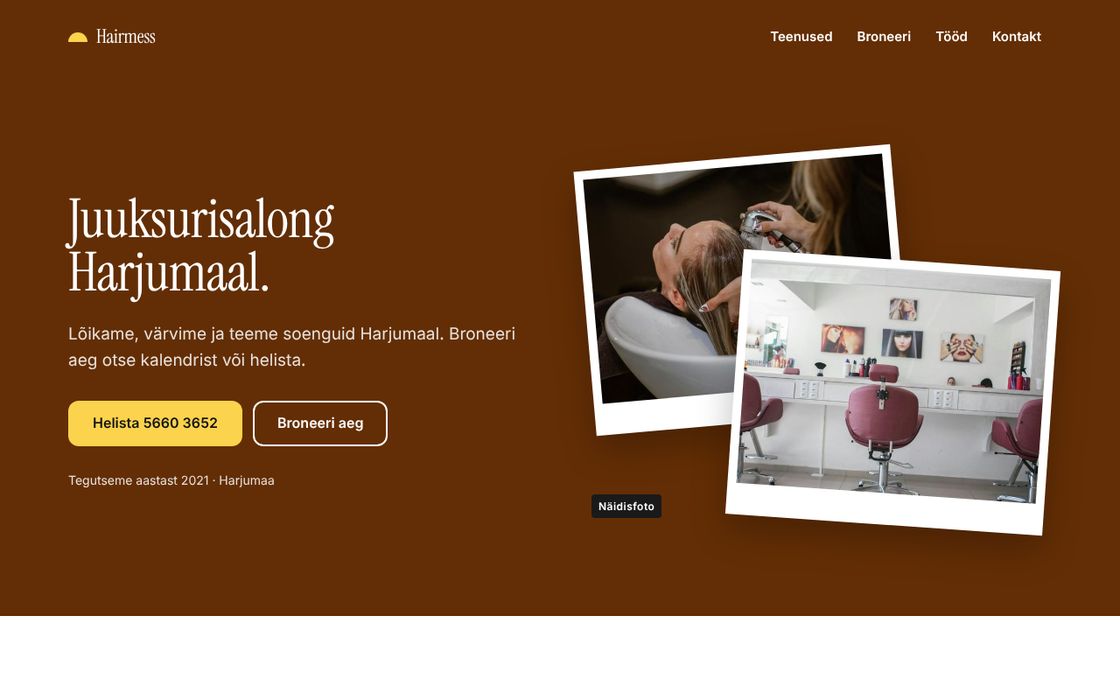 Hairmess
Teenused
Broneeri
Tööd
Kontakt
Juuksurisalong
Harjumaal.
Lõikame, värvime ja teeme soenguid Harjumaal. Broneeri
aeg otse kalendrist või helista.
Helista 5660 3652
Broneeri aeg
Tegutseme aastast 2021 · Harjumaa
Näidisfoto